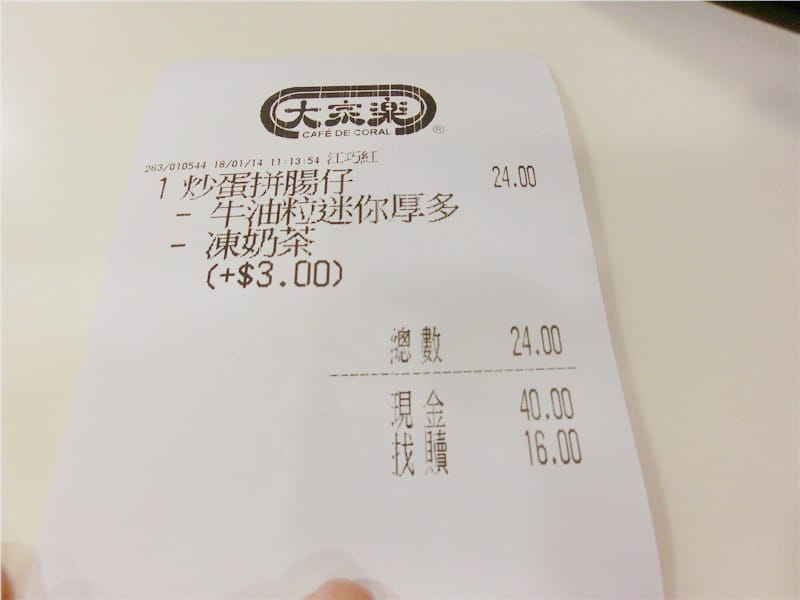 大家樂
CAFÉ DE CORAL
®
263/010544 18/01/14 11:13:54 江巧紅
1 炒蛋拼腸仔 24.00
- 牛油粒迷你厚多
- 凍奶茶
(+$3.00)
總數 24.00
現金 40.00
找贖 16.00